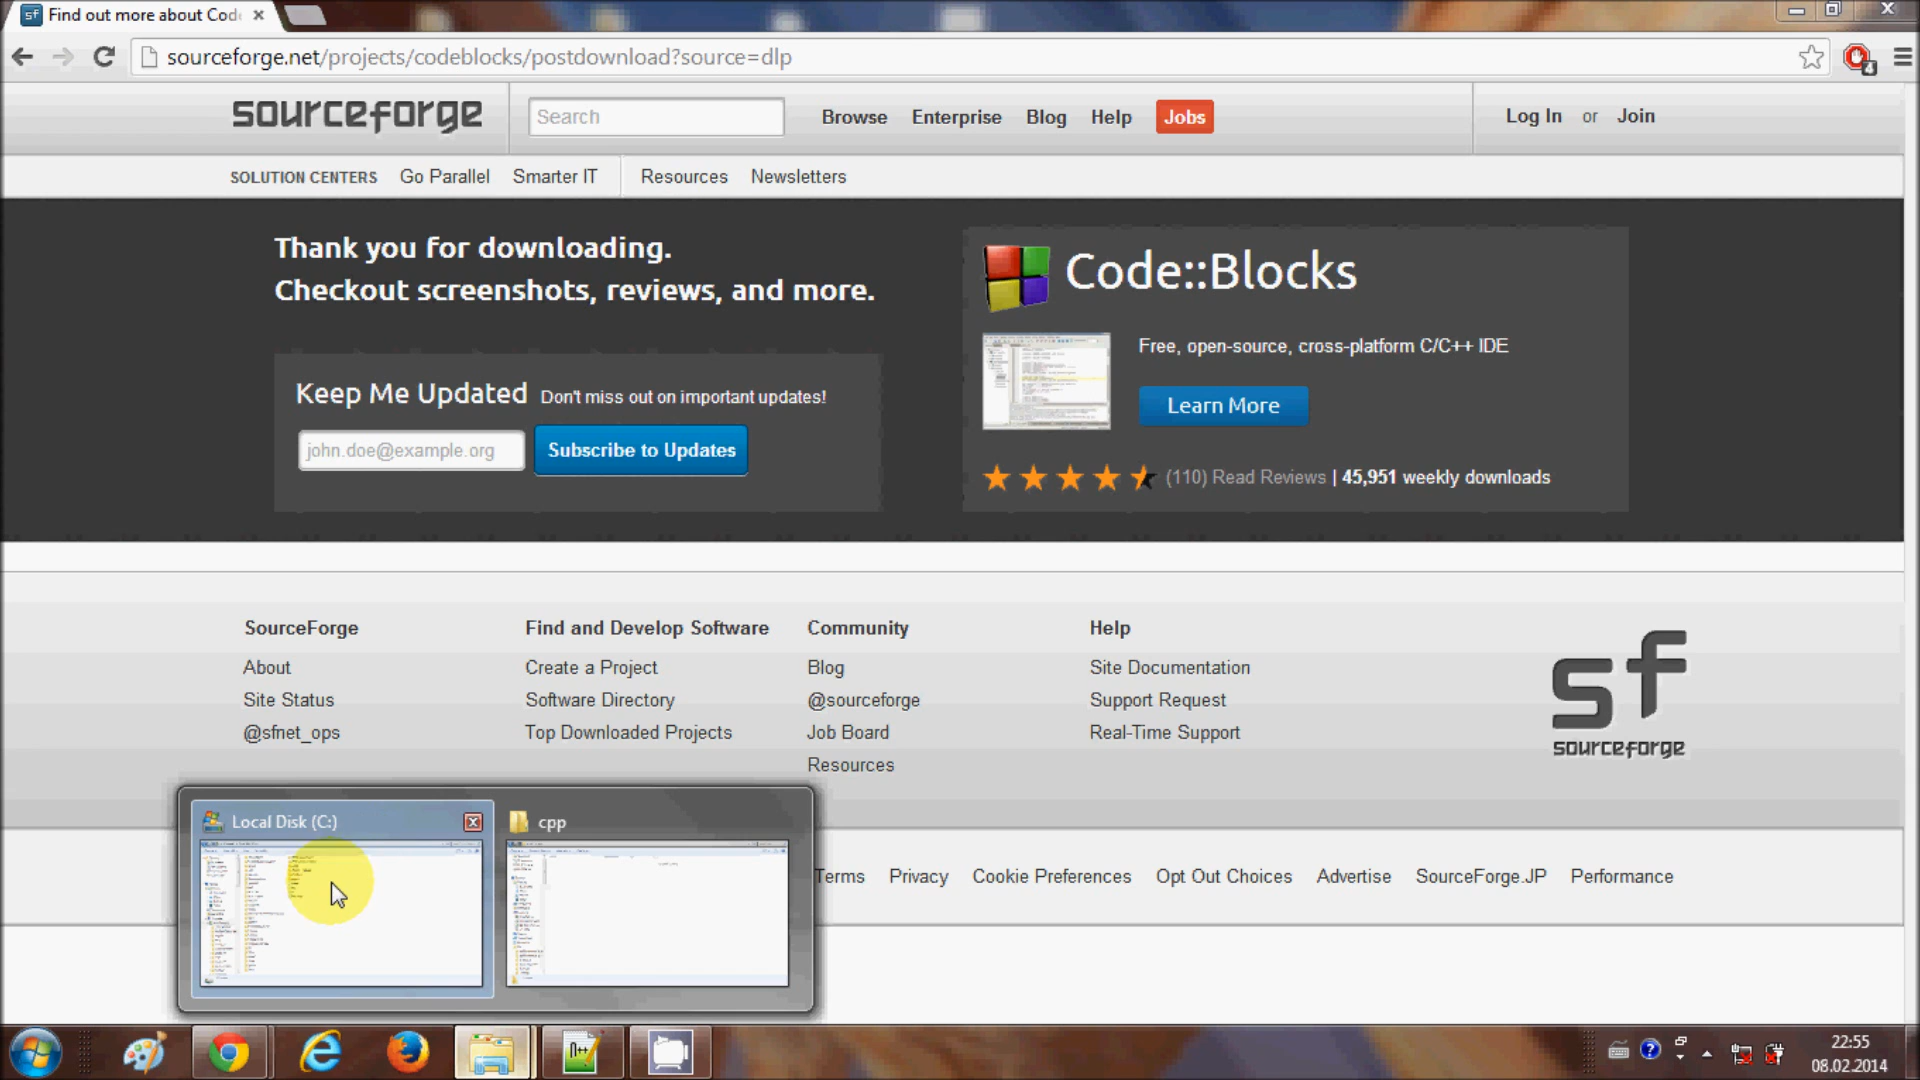 Find out more about Cod
sourceforge.net/projects/codeblocks/postdownload?source=dlp
4
sourceforge
Search
Browse Enterprise Blog Help Jobs
Log In or Join
SOLUTION CENTERS Go Parallel Smarter IT Resources Newsletters
Thank you for downloading.
Checkout screenshots, reviews, and more.
Keep Me Updated Don't miss out on important updates!
john.doe@example.org Subscribe to Updates
Code::Blocks
Free, open-source, cross-platform C/C++ IDE
Learn More
(110) Read Reviews | 45,951 weekly downloads
SourceForge
About
Site Status
@sfnet_ops
Find and Develop Software
Create a Project
Software Directory
Top Downloaded Projects
Community
Blog
@sourceforge
Job Board
Resources
Help
Site Documentation
Support Request
Real-Time Support
sf
sourceforge
Local Disk (C:)
cpp
Terms Privacy Cookie Preferences Opt Out Choices Advertise SourceForge.JP Performance
22:55
08.02.2014